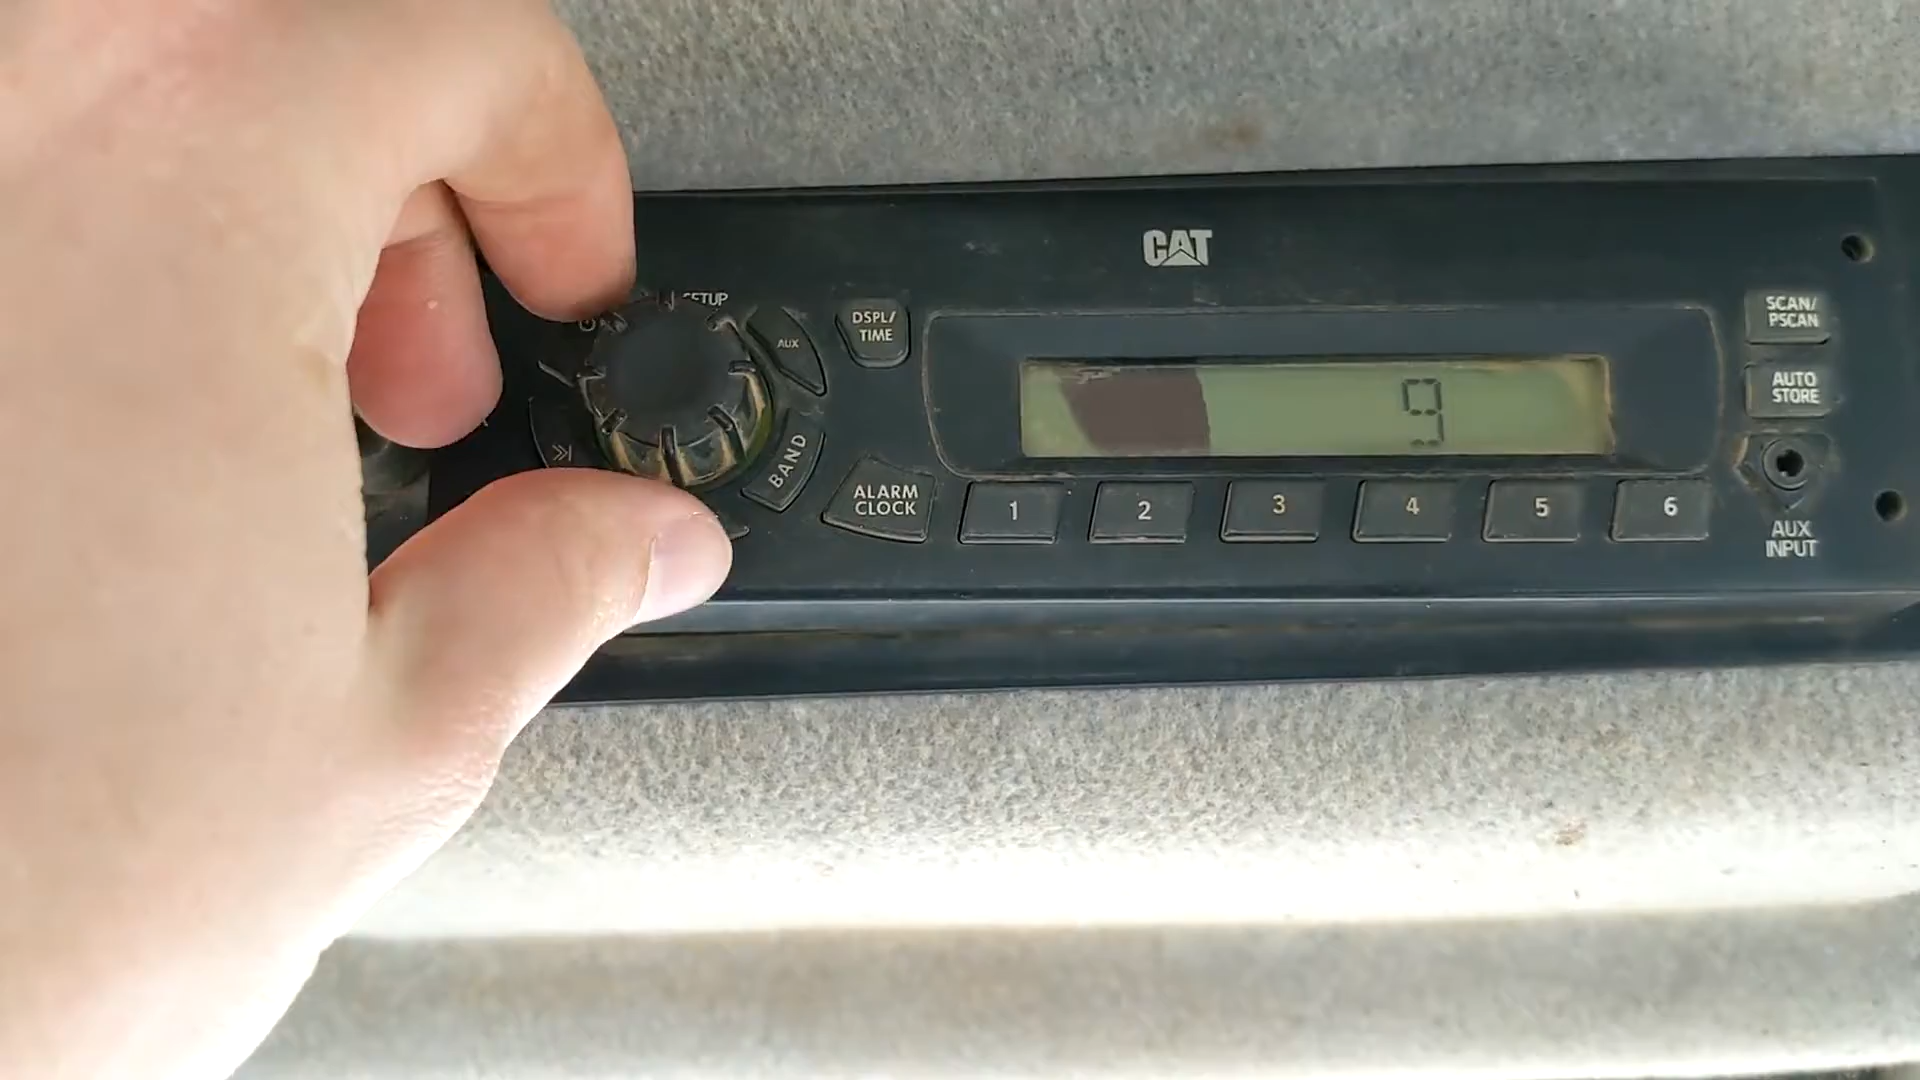 CAT
SETUP
AUX
DSPL/
TIME
SCAN/
PSCAN
9
AUTO
STORE
BAND
ALARM
CLOCK
1
2
3
4
5
6
AUX
INPUT